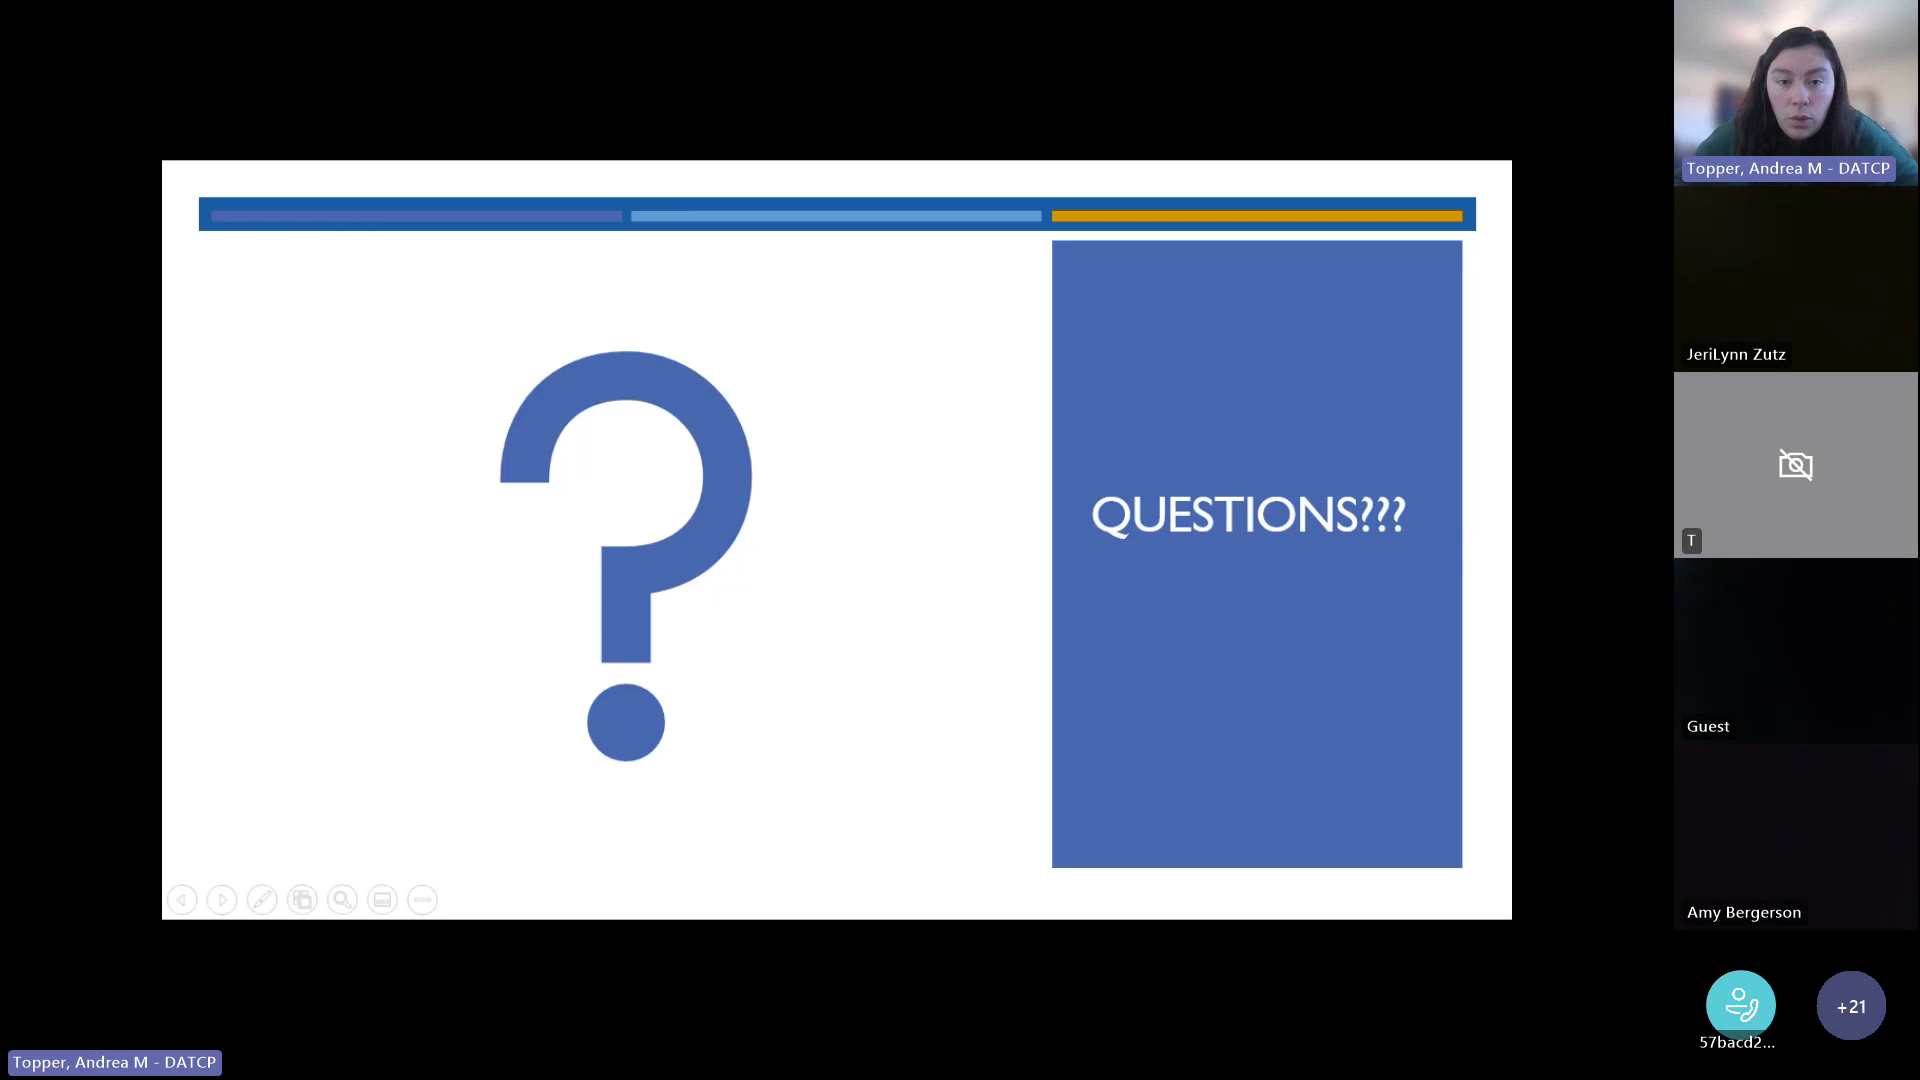 QUESTIONS???
Topper, Andrea M - DATCP
JeriLynn Zutz
T
Guest
Amy Bergerson
57bacd2...
+21
Topper, Andrea M - DATCP